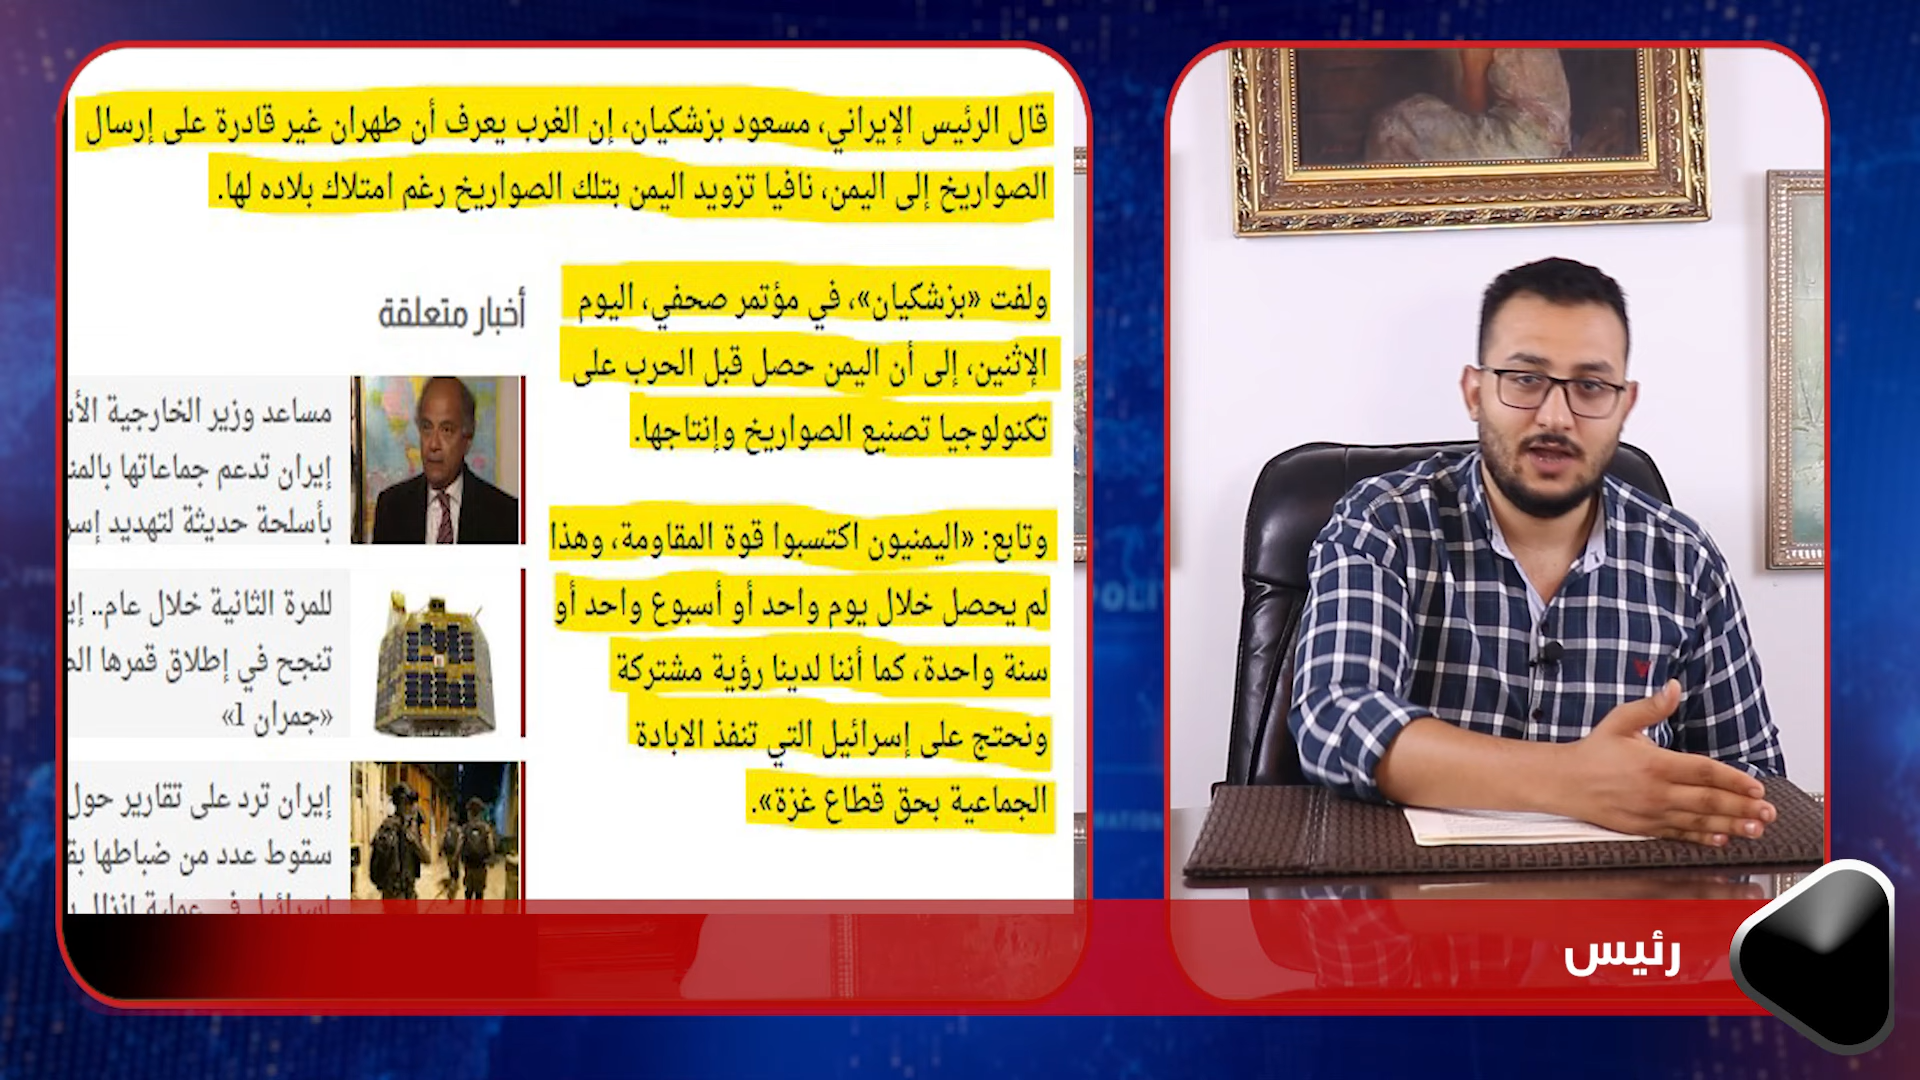 قال الرئيس الإيراني، مسعود بزشكيان، إن الغرب يعرف أن طهران غير قادرة على إرسال
الصواريخ إلى اليمن، نافيا تزويد اليمن بتلك الصواريخ رغم امتلاك بلاده لها.
ولفت «بزشكيان»، في مؤتمر صحفي، اليوم
الإثنين، إلى أن اليمن حصل قبل الحرب على
تكنولوجيا تصنيع الصواريخ وإنتاجها.
وتابع: «اليمنيون اكتسبوا قوة المقاومة، وهذا
لم يحصل خلال يوم واحد أو أسبوع واحد أو
سنة واحدة، كما أننا لدينا رؤية مشتركة
ونحتج على إسرائيل التي تنفذ الابادة
الجماعية بحق قطاع غزة».
أخبار متعلقة
مساعد وزير الخارجية
إيران تدعم جماعاتها
بأسلحة حديثة لتهديد
للمرة الثانية خلال عام..
تنجح في إطلاق قمرها
«جمران 1»
إيران ترد على تقارير حول
سقوط عدد من ضباطها
رئيس